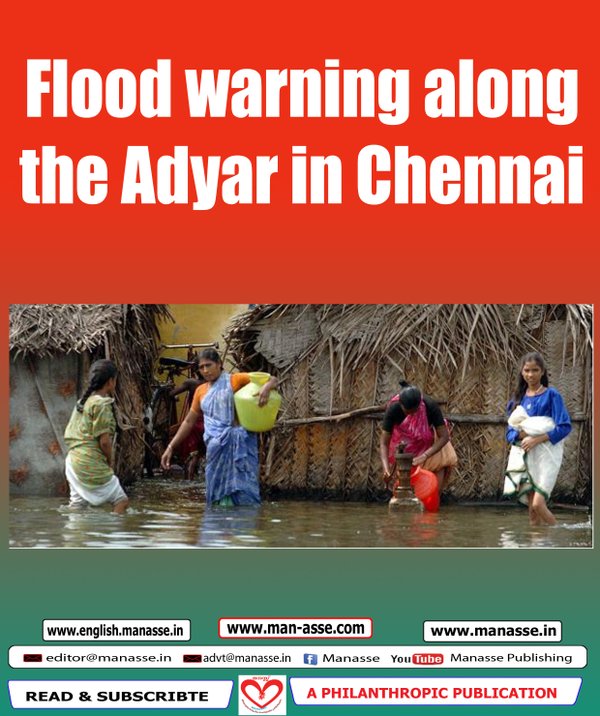 Flood warning along
the Adyar in Chennai
www.english.manasse.in
www.man-asse.com
www.manasse.in
editor@manasse.in
advt@manasse.in
Manasse
YouTube Manasse Publishing
READ & SUBSCRIBTE
A PHILANTHROPIC PUBLICATION